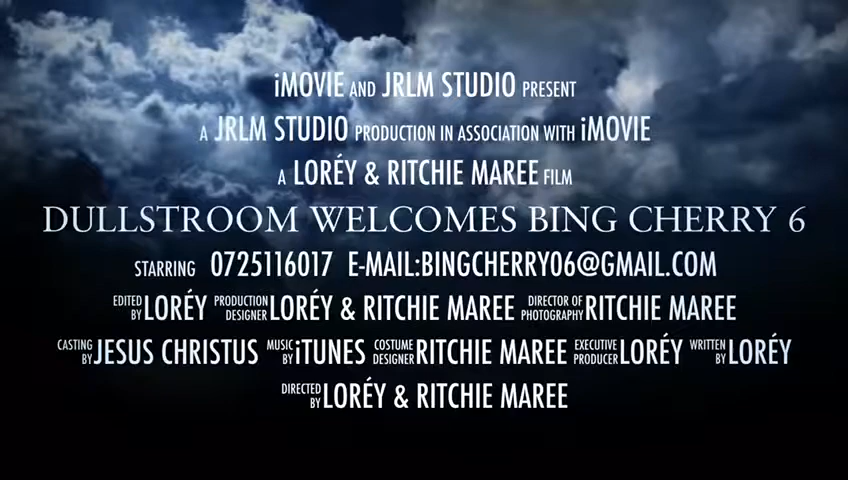 iMOVIE AND JRLM STUDIO PRESENT
A JRLM STUDIO PRODUCTION IN ASSOCIATION WITH iMOVIE
A LORÉY & RITCHIE MAREE FILM
DULLSTROOM WELCOMES BING CHERRY 6
STARRING 0725116017 E-MAIL:BINGCHERRY06@GMAIL.COM
EDITED BY LORÉY PRODUCTION DESIGNER LORÉY & RITCHIE MAREE DIRECTOR OF PHOTOGRAPHY RITCHIE MAREE
CASTING BY JESUS CHRISTUS MUSIC BY iTUNES COSTUME DESIGNER RITCHIE MAREE EXECUTIVE PRODUCER LORÉY WRITTEN BY LORÉY
DIRECTED BY LORÉY & RITCHIE MAREE